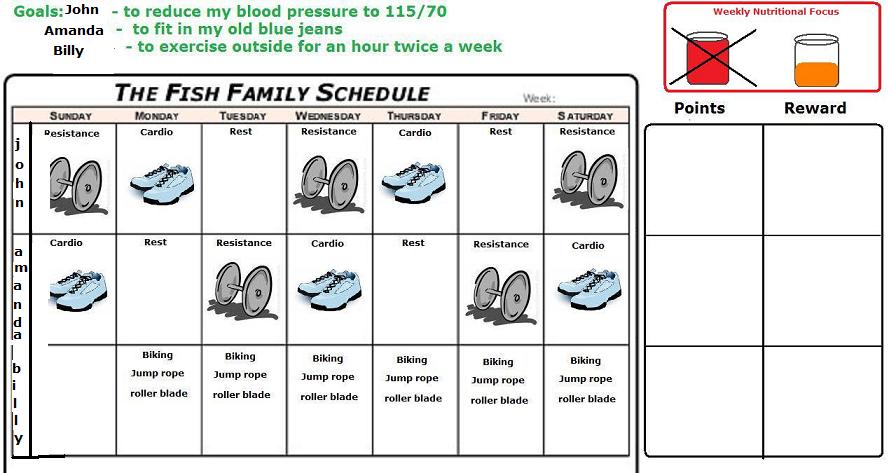 Goals: John - to reduce my blood pressure to 115/70
Amanda - to fit in my old blue jeans
Billy - to exercise outside for an hour twice a week
Weekly Nutritional Focus
THE FISH FAMILY SCHEDULE Week:
Points Reward
SUNDAY MONDAY TUESDAY WEDNESDAY THURSDAY FRIDAY SATURDAY
john
Resistance Cardio Rest Resistance Cardio Rest Resistance
amanda
Cardio Rest Resistance Cardio Rest Resistance Cardio
billy
Biking Biking Biking Biking Biking Biking
Jump rope Jump rope Jump rope Jump rope Jump rope Jump rope
roller blade roller blade roller blade roller blade roller blade roller blade